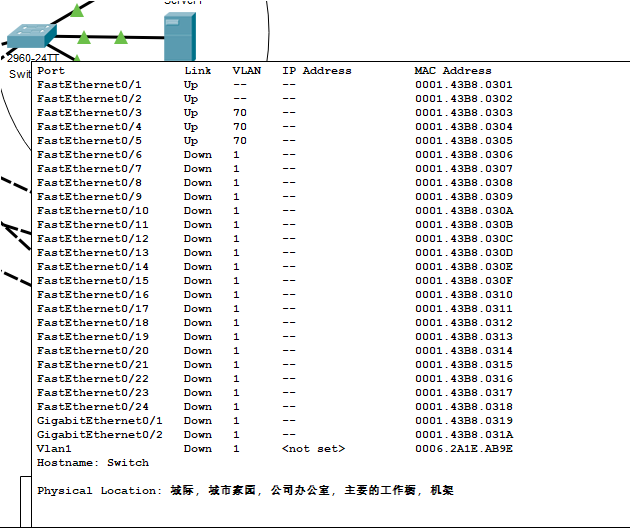 Server1
2960-24TT
Swit
Port Link VLAN IP Address MAC Address
FastEthernet0/1 Up -- -- 0001.43B8.0301
FastEthernet0/2 Up -- -- 0001.43B8.0302
FastEthernet0/3 Up 70 -- 0001.43B8.0303
FastEthernet0/4 Up 70 -- 0001.43B8.0304
FastEthernet0/5 Up 70 -- 0001.43B8.0305
FastEthernet0/6 Down 1 -- 0001.43B8.0306
FastEthernet0/7 Down 1 -- 0001.43B8.0307
FastEthernet0/8 Down 1 -- 0001.43B8.0308
FastEthernet0/9 Down 1 -- 0001.43B8.0309
FastEthernet0/10 Down 1 -- 0001.43B8.030A
FastEthernet0/11 Down 1 -- 0001.43B8.030B
FastEthernet0/12 Down 1 -- 0001.43B8.030C
FastEthernet0/13 Down 1 -- 0001.43B8.030D
FastEthernet0/14 Down 1 -- 0001.43B8.030E
FastEthernet0/15 Down 1 -- 0001.43B8.030F
FastEthernet0/16 Down 1 -- 0001.43B8.0310
FastEthernet0/17 Down 1 -- 0001.43B8.0311
FastEthernet0/18 Down 1 -- 0001.43B8.0312
FastEthernet0/19 Down 1 -- 0001.43B8.0313
FastEthernet0/20 Down 1 -- 0001.43B8.0314
FastEthernet0/21 Down 1 -- 0001.43B8.0315
FastEthernet0/22 Down 1 -- 0001.43B8.0316
FastEthernet0/23 Down 1 -- 0001.43B8.0317
FastEthernet0/24 Down 1 -- 0001.43B8.0318
GigabitEthernet0/1 Down 1 -- 0001.43B8.0319
GigabitEthernet0/2 Down 1 -- 0001.43B8.031A
Vlan1 Down 1 <not set> 0006.2A1E.AB9E
Hostname: Switch
Physical Location: 城际, 城市家园, 公司办公室, 主要的工作橱, 机架